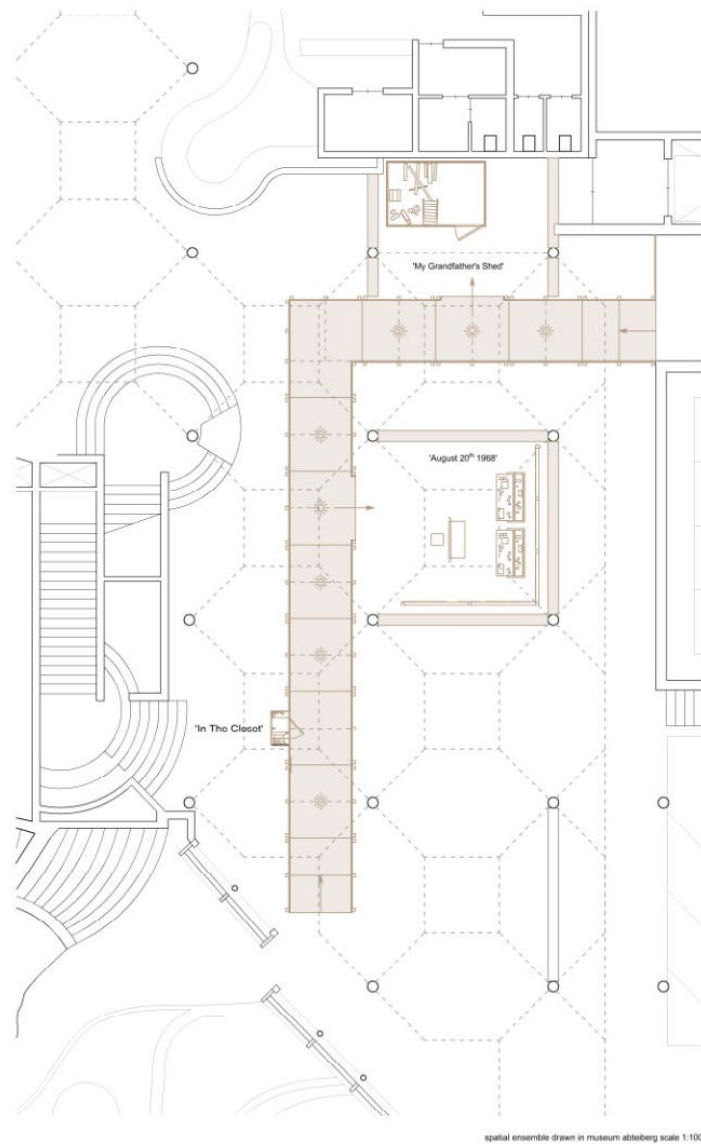 'My Grandfather's Shed'
'August 20th 1968'
'In The Closet'
spatial ensemble drawn in museum abteiberg scale 1:100